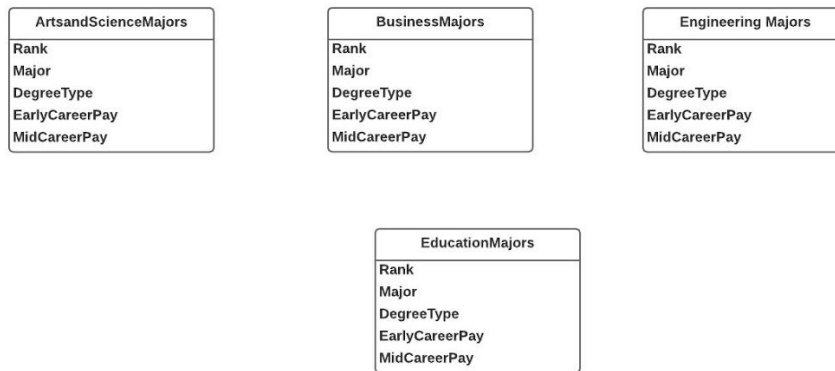 ArtsandScienceMajors
Rank
Major
DegreeType
EarlyCareerPay
MidCareerPay
BusinessMajors
Rank
Major
DegreeType
EarlyCareerPay
MidCareerPay
Engineering Majors
Rank
Major
DegreeType
EarlyCareerPay
MidCareerPay
EducationMajors
Rank
Major
DegreeType
EarlyCareerPay
MidCareerPay